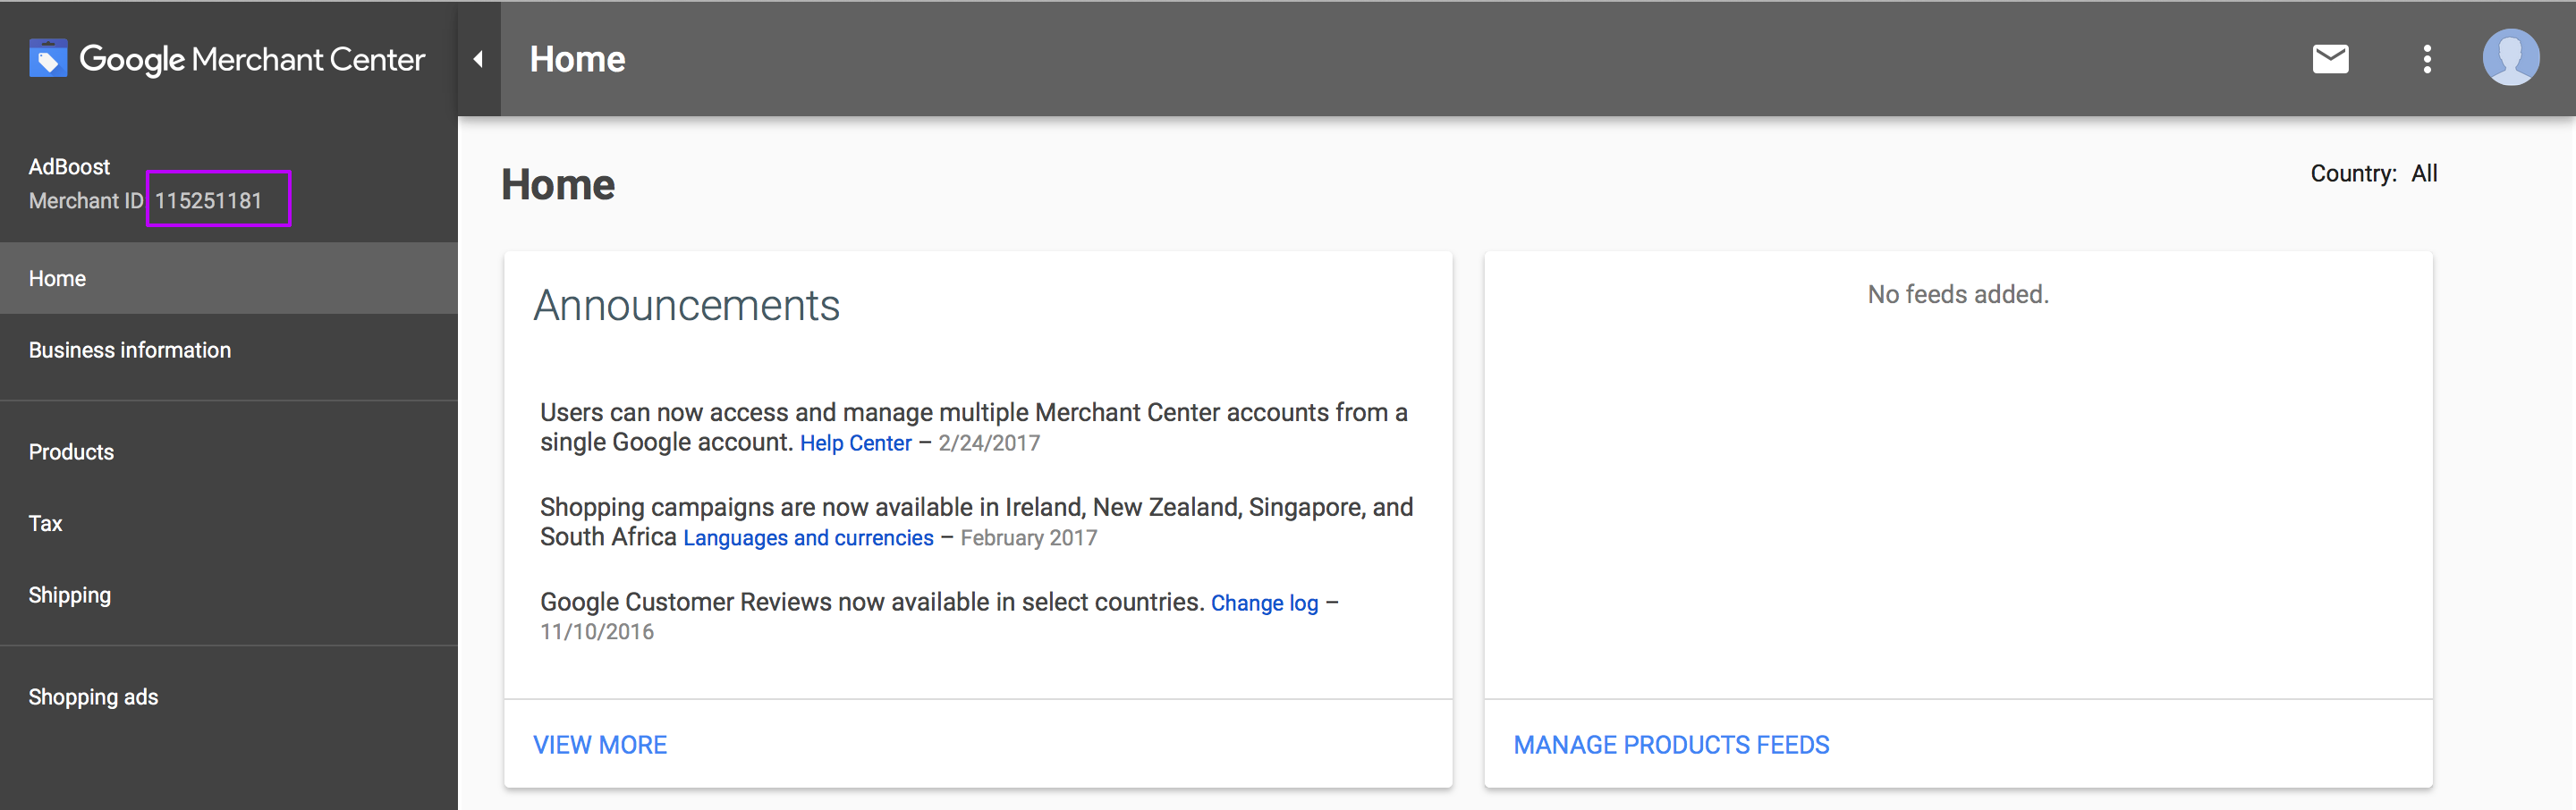 Google Merchant Center
Home
AdBoost
Merchant ID 115251181
Home
Business information
Products
Tax
Shipping
Shopping ads
Home
Country: All
Announcements
Users can now access and manage multiple Merchant Center accounts from a
single Google account. Help Center – 2/24/2017
Shopping campaigns are now available in Ireland, New Zealand, Singapore, and
South Africa Languages and currencies – February 2017
Google Customer Reviews now available in select countries. Change log –
11/10/2016
VIEW MORE
No feeds added.
MANAGE PRODUCTS FEEDS